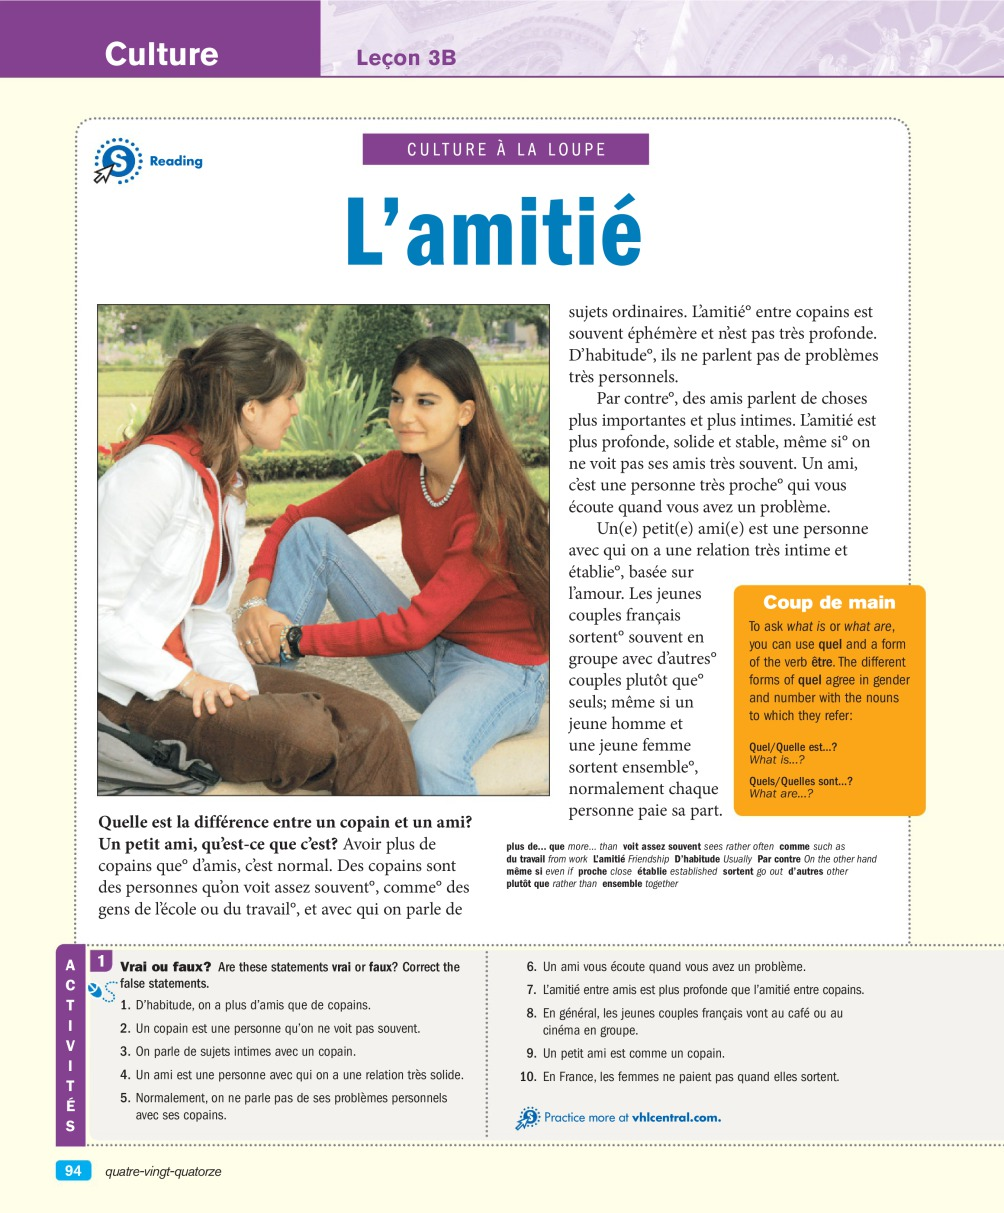 Culture
Leçon 3B
S Reading
CULTURE À LA LOUPE
L’amitié
Quelle est la différence entre un copain et un ami?
Un petit ami, qu’est-ce que c’est? Avoir plus de
copains que° d’amis, c’est normal. Des copains sont
des personnes qu’on voit assez souvent°, comme° des
gens de l’école ou du travail°, et avec qui on parle de
sujets ordinaires. L’amitié° entre copains est
souvent éphémère et n’est pas très profonde.
D’habitude°, ils ne parlent pas de problèmes
très personnels.
Par contre°, des amis parlent de choses
plus importantes et plus intimes. L’amitié est
plus profonde, solide et stable, même si° on
ne voit pas ses amis très souvent. Un ami,
c’est une personne très proche° qui vous
écoute quand vous avez un problème.
Un(e) petit(e) ami(e) est une personne
avec qui on a une relation très intime et
établie°, basée sur
l’amour. Les jeunes
couples français
sortent° souvent en
groupe avec d’autres°
couples plutôt que°
seuls; même si un
jeune homme et
une jeune femme
sortent ensemble°,
normalement chaque
personne paie sa part.
Coup de main
To ask what is or what are,
you can use quel and a form
of the verb être. The different
forms of quel agree in gender
and number with the nouns
to which they refer:
Quel/Quelle est...?
What is...?
Quels/Quelles sont...?
What are...?
plus de... que more... than voit assez souvent sees rather often comme such as
du travail from work L’amitié Friendship D’habitude Usually Par contre On the other hand
même si even if proche close établie established sortent go out d’autres other
plutôt que rather than ensemble together
ACTIVITÉS
1 Vrai ou faux? Are these statements vrai or faux? Correct the
false statements.
1. D’habitude, on a plus d’amis que de copains.
2. Un copain est une personne qu’on ne voit pas souvent.
3. On parle de sujets intimes avec un copain.
4. Un ami est une personne avec qui on a une relation très solide.
5. Normalement, on ne parle pas de ses problèmes personnels
avec ses copains.
6. Un ami vous écoute quand vous avez un problème.
7. L’amitié entre amis est plus profonde que l’amitié entre copains.
8. En général, les jeunes couples français vont au café ou au
cinéma en groupe.
9. Un petit ami est comme un copain.
10. En France, les femmes ne paient pas quand elles sortent.
S Practice more at vhlcentral.com.
94 quatre-vingt-quatorze